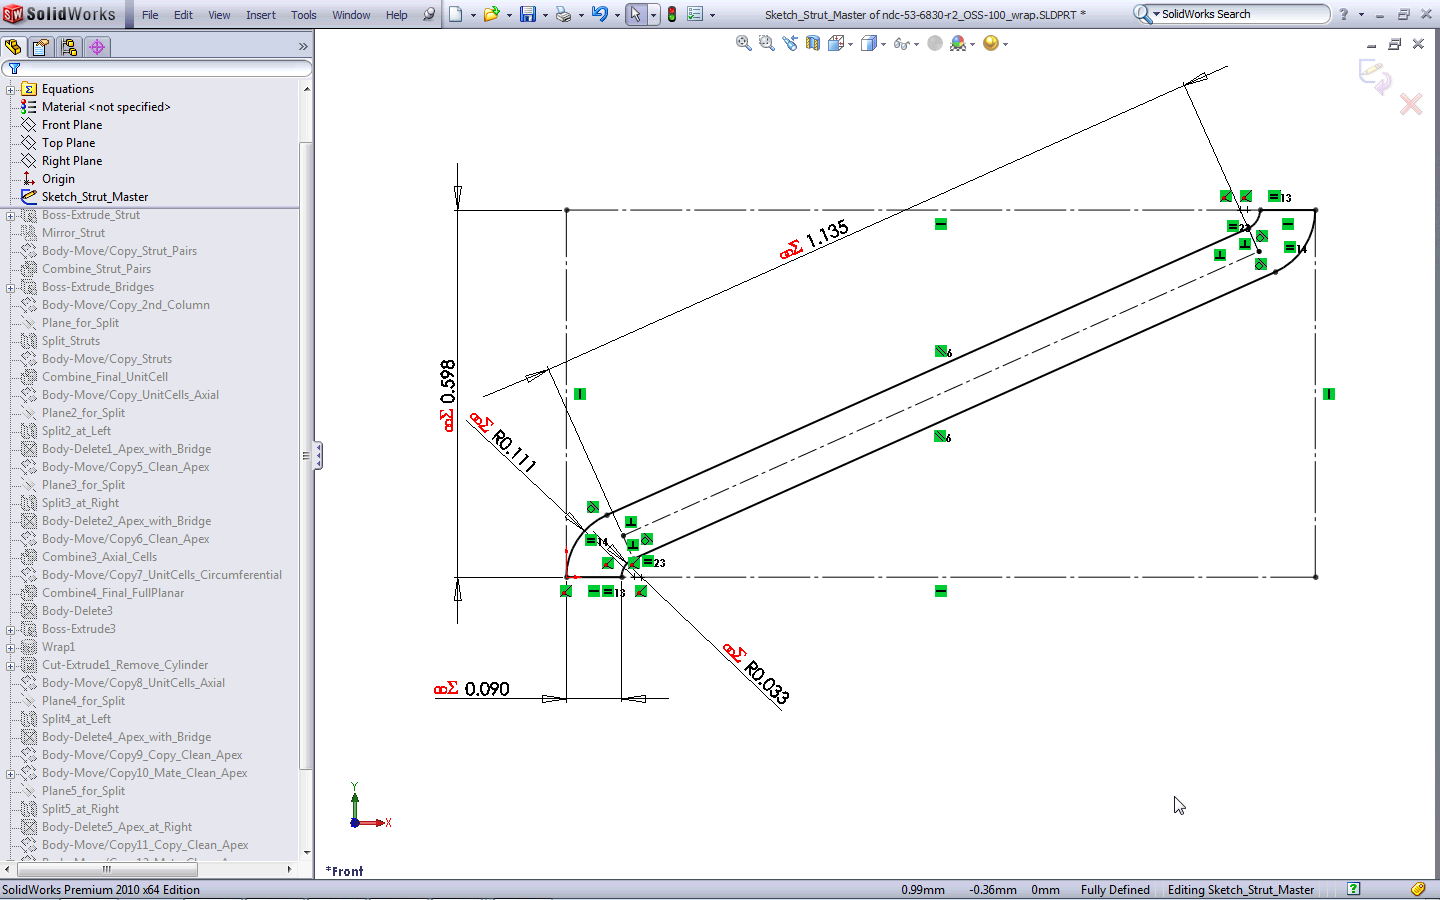 SolidWorks File Edit View Insert Tools Window Help Sketch_Strut_Master of ndc-53-6830-r2_OSS-100_wrap.SLDPRT * SolidWorks Search
Equations
Material <not specified>
Front Plane
Top Plane
Right Plane
Origin
Sketch_Strut_Master
Boss-Extrude_Strut
Mirror_Strut
Body-Move/Copy_Strut_Pairs
Combine_Strut_Pairs
Boss-Extrude_Bridges
Body-Move/Copy_2nd_Column
Plane_for_Split
Split_Struts
Body-Move/Copy_Struts
Combine_Final_UnitCell
Body-Move/Copy_UnitCells_Axial
Plane2_for_Split
Split2_at_Left
Body-Delete1_Apex_with_Bridge
Body-Move/Copy5_Clean_Apex
Plane3_for_Split
Split3_at_Right
Body-Delete2_Apex_with_Bridge
Body-Move/Copy6_Clean_Apex
Combine3_Axial_Cells
Body-Move/Copy7_UnitCells_Circumferential
Combine4_Final_FullPlanar
Body-Delete3
Boss-Extrude3
Wrap1
Cut-Extrude1_Remove_Cylinder
Body-Move/Copy8_UnitCells_Axial
Plane4_for_Split
Split4_at_Left
Body-Delete4_Apex_with_Bridge
Body-Move/Copy9_Copy_Clean_Apex
Body-Move/Copy10_Mate_Clean_Apex
Plane5_for_Split
Split5_at_Right
Body-Delete5_Apex_at_Right
Body-Move/Copy11_Copy_Clean_Apex
13
23
14
Σ 1.135
6
Σ 0.598
6
Σ R0.111
14
23
13
Σ R0.033
Σ 0.090
Y
X
*Front
SolidWorks Premium 2010 x64 Edition 0.99mm -0.36mm 0mm Fully Defined Editing Sketch_Strut_Master